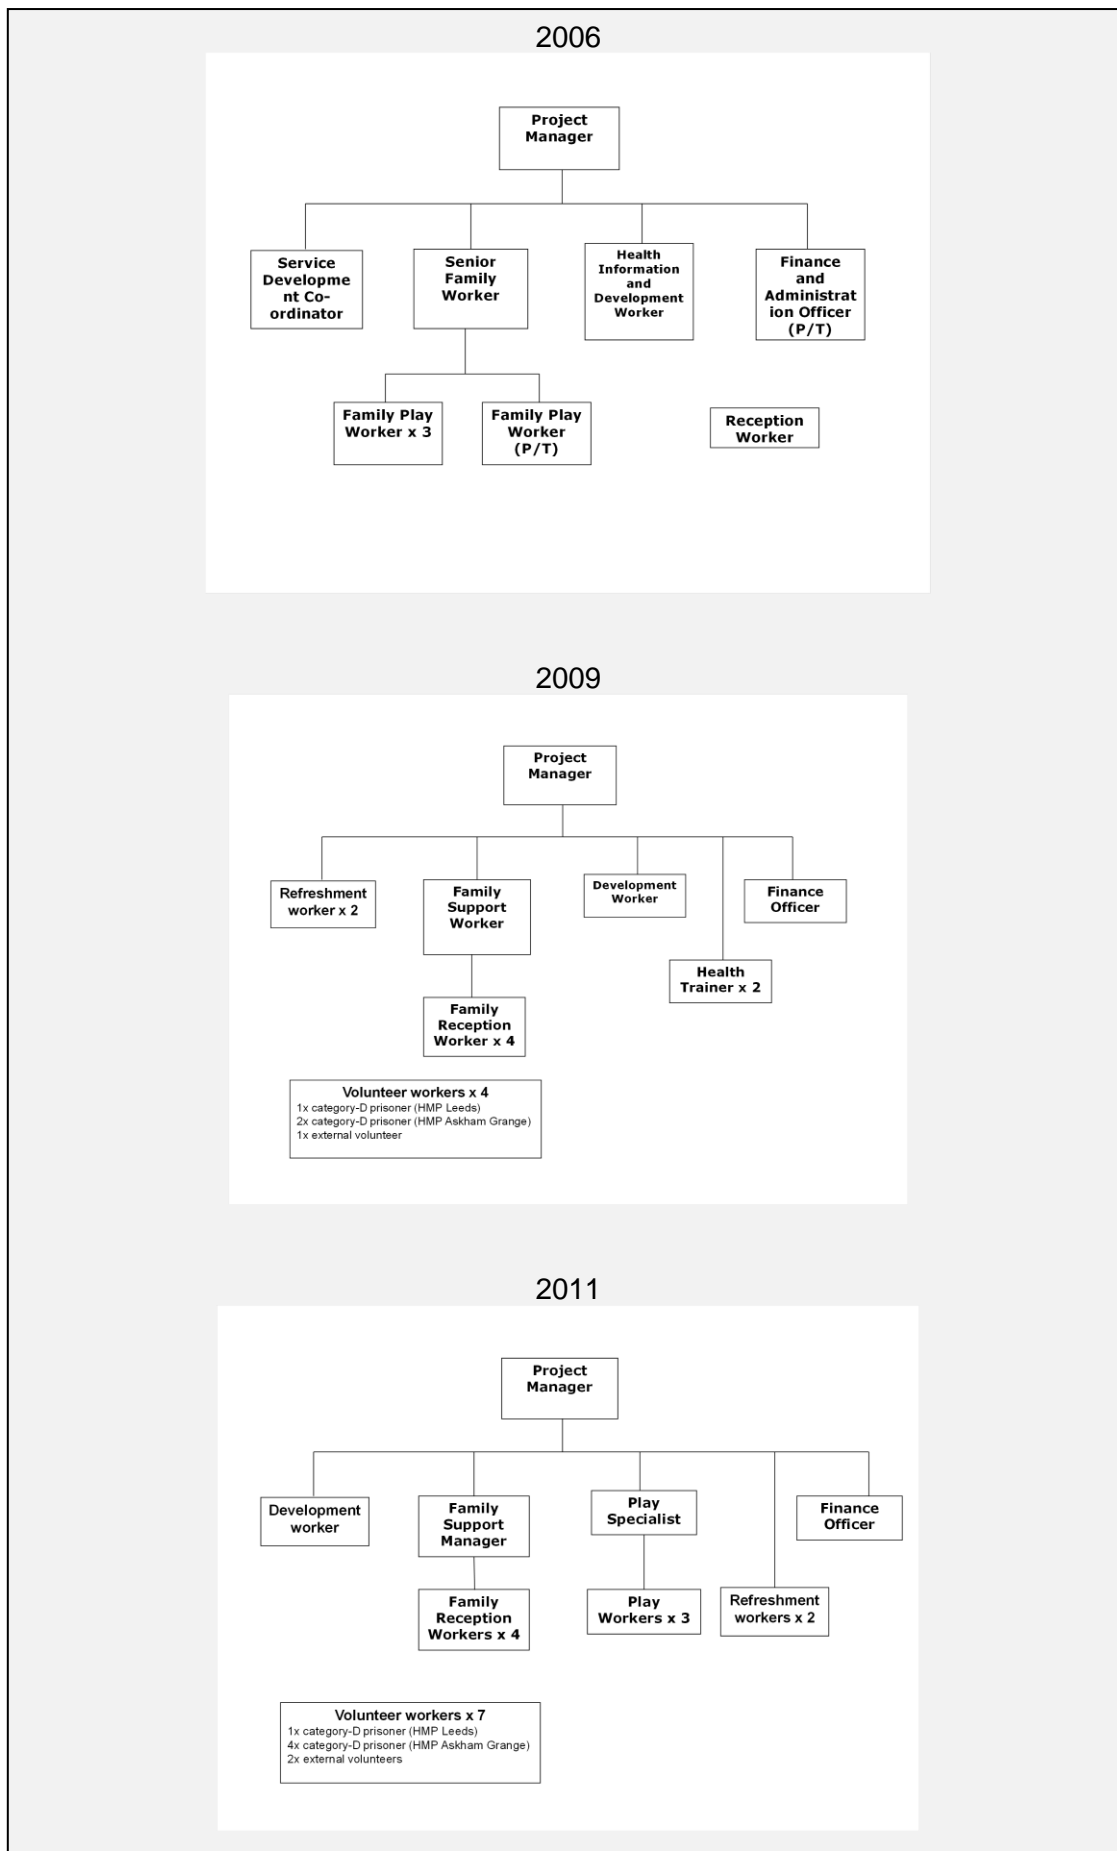 2006
Project
Manager
Service
Developme
nt Co-
ordinator
Senior
Family
Worker
Health
Information
and
Development
Worker
Finance
and
Administrat
ion Officer
(P/T)
Family Play
Worker x 3
Family Play
Worker
(P/T)
Reception
Worker
2009
Project
Manager
Refreshment
worker x 2
Family
Support
Worker
Development
Worker
Finance
Officer
Health
Trainer x 2
Family
Reception
Worker x 4
Volunteer workers x 4
1x category-D prisoner (HMP Leeds)
2x category-D prisoner (HMP Askham Grange)
1x external volunteer
2011
Project
Manager
Development
worker
Family
Support
Manager
Play
Specialist
Finance
Officer
Family
Reception
Workers x 4
Play
Workers x 3
Refreshment
workers x 2
Volunteer workers x 7
1x category-D prisoner (HMP Leeds)
4x category-D prisoner (HMP Askham Grange)
2x external volunteers